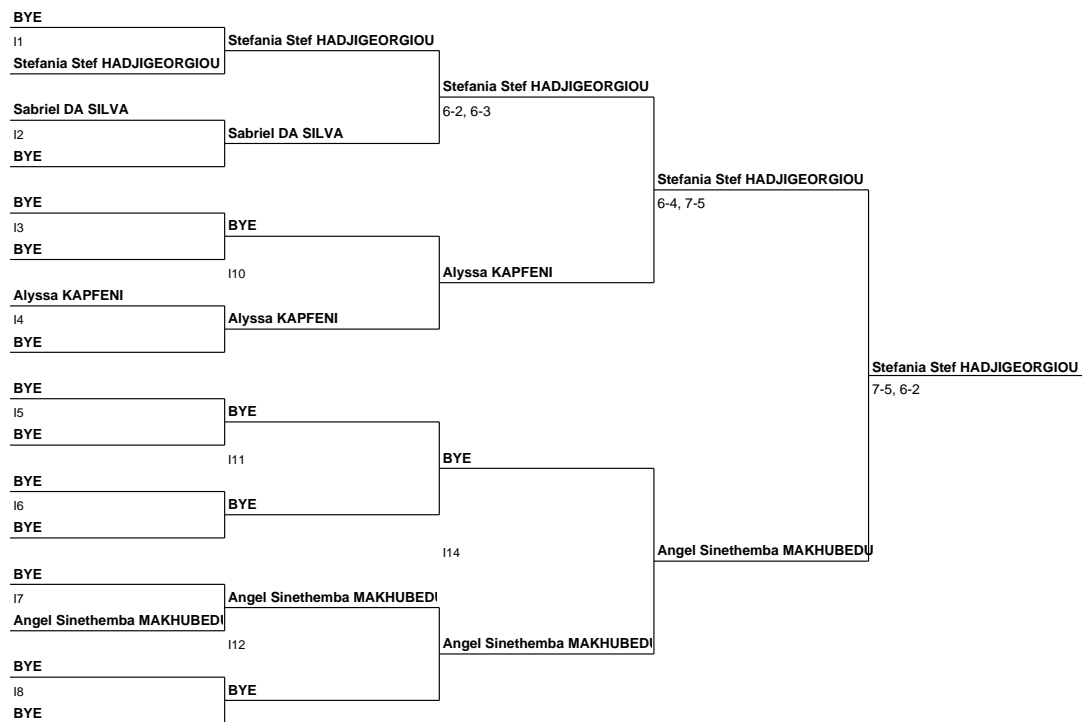 BYE
I1
Stefania Stef HADJIGEORGIOU
Sabriel DA SILVA
I2
BYE
BYE
I3
BYE
Alyssa KAPFENI
I4
BYE
BYE
I5
BYE
BYE
I6
BYE
BYE
I7
Angel Sinethemba MAKHUBEDU
BYE
I8
BYE
Stefania Stef HADJIGEORGIOU
Sabriel DA SILVA
BYE
I10
Alyssa KAPFENI
BYE
I11
BYE
Angel Sinethemba MAKHUBEDU
I12
BYE
Stefania Stef HADJIGEORGIOU
6-2, 6-3
Alyssa KAPFENI
BYE
I14
Angel Sinethemba MAKHUBEDU
Stefania Stef HADJIGEORGIOU
6-4, 7-5
Angel Sinethemba MAKHUBEDU
Stefania Stef HADJIGEORGIOU
7-5, 6-2